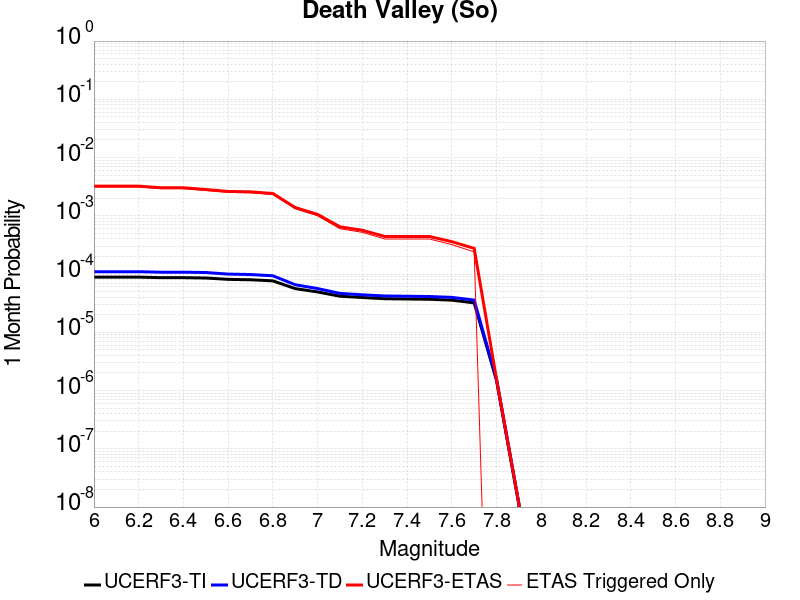 Death Valley (So)
10^0
10^-1
10^-2
10^-3
10^-4
10^-5
10^-6
10^-7
10^-8
1 Month Probability
6 6.2 6.4 6.6 6.8 7 7.2 7.4 7.6 7.8 8 8.2 8.4 8.6 8.8 9
Magnitude
UCERF3-TI UCERF3-TD UCERF3-ETAS ETAS Triggered Only